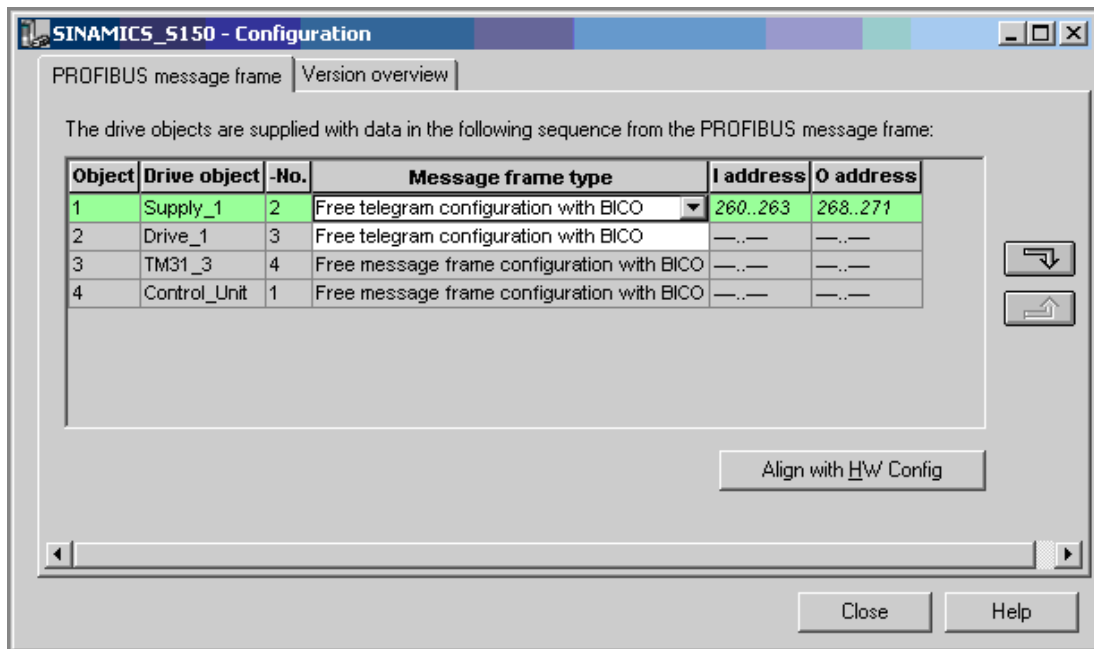 SINAMICS_S150 - Configuration
PROFIBUS message frame Version overview
The drive objects are supplied with data in the following sequence from the PROFIBUS message frame:
Object Drive object -No. Message frame type I address O address
1 Supply_1 2 Free telegram configuration with BICO 260..263 268..271
2 Drive_1 3 Free telegram configuration with BICO —..— —..—
3 TM31_3 4 Free message frame configuration with BICO —..— —..—
4 Control_Unit 1 Free message frame configuration with BICO —..— —..—
Align with HW Config
Close Help